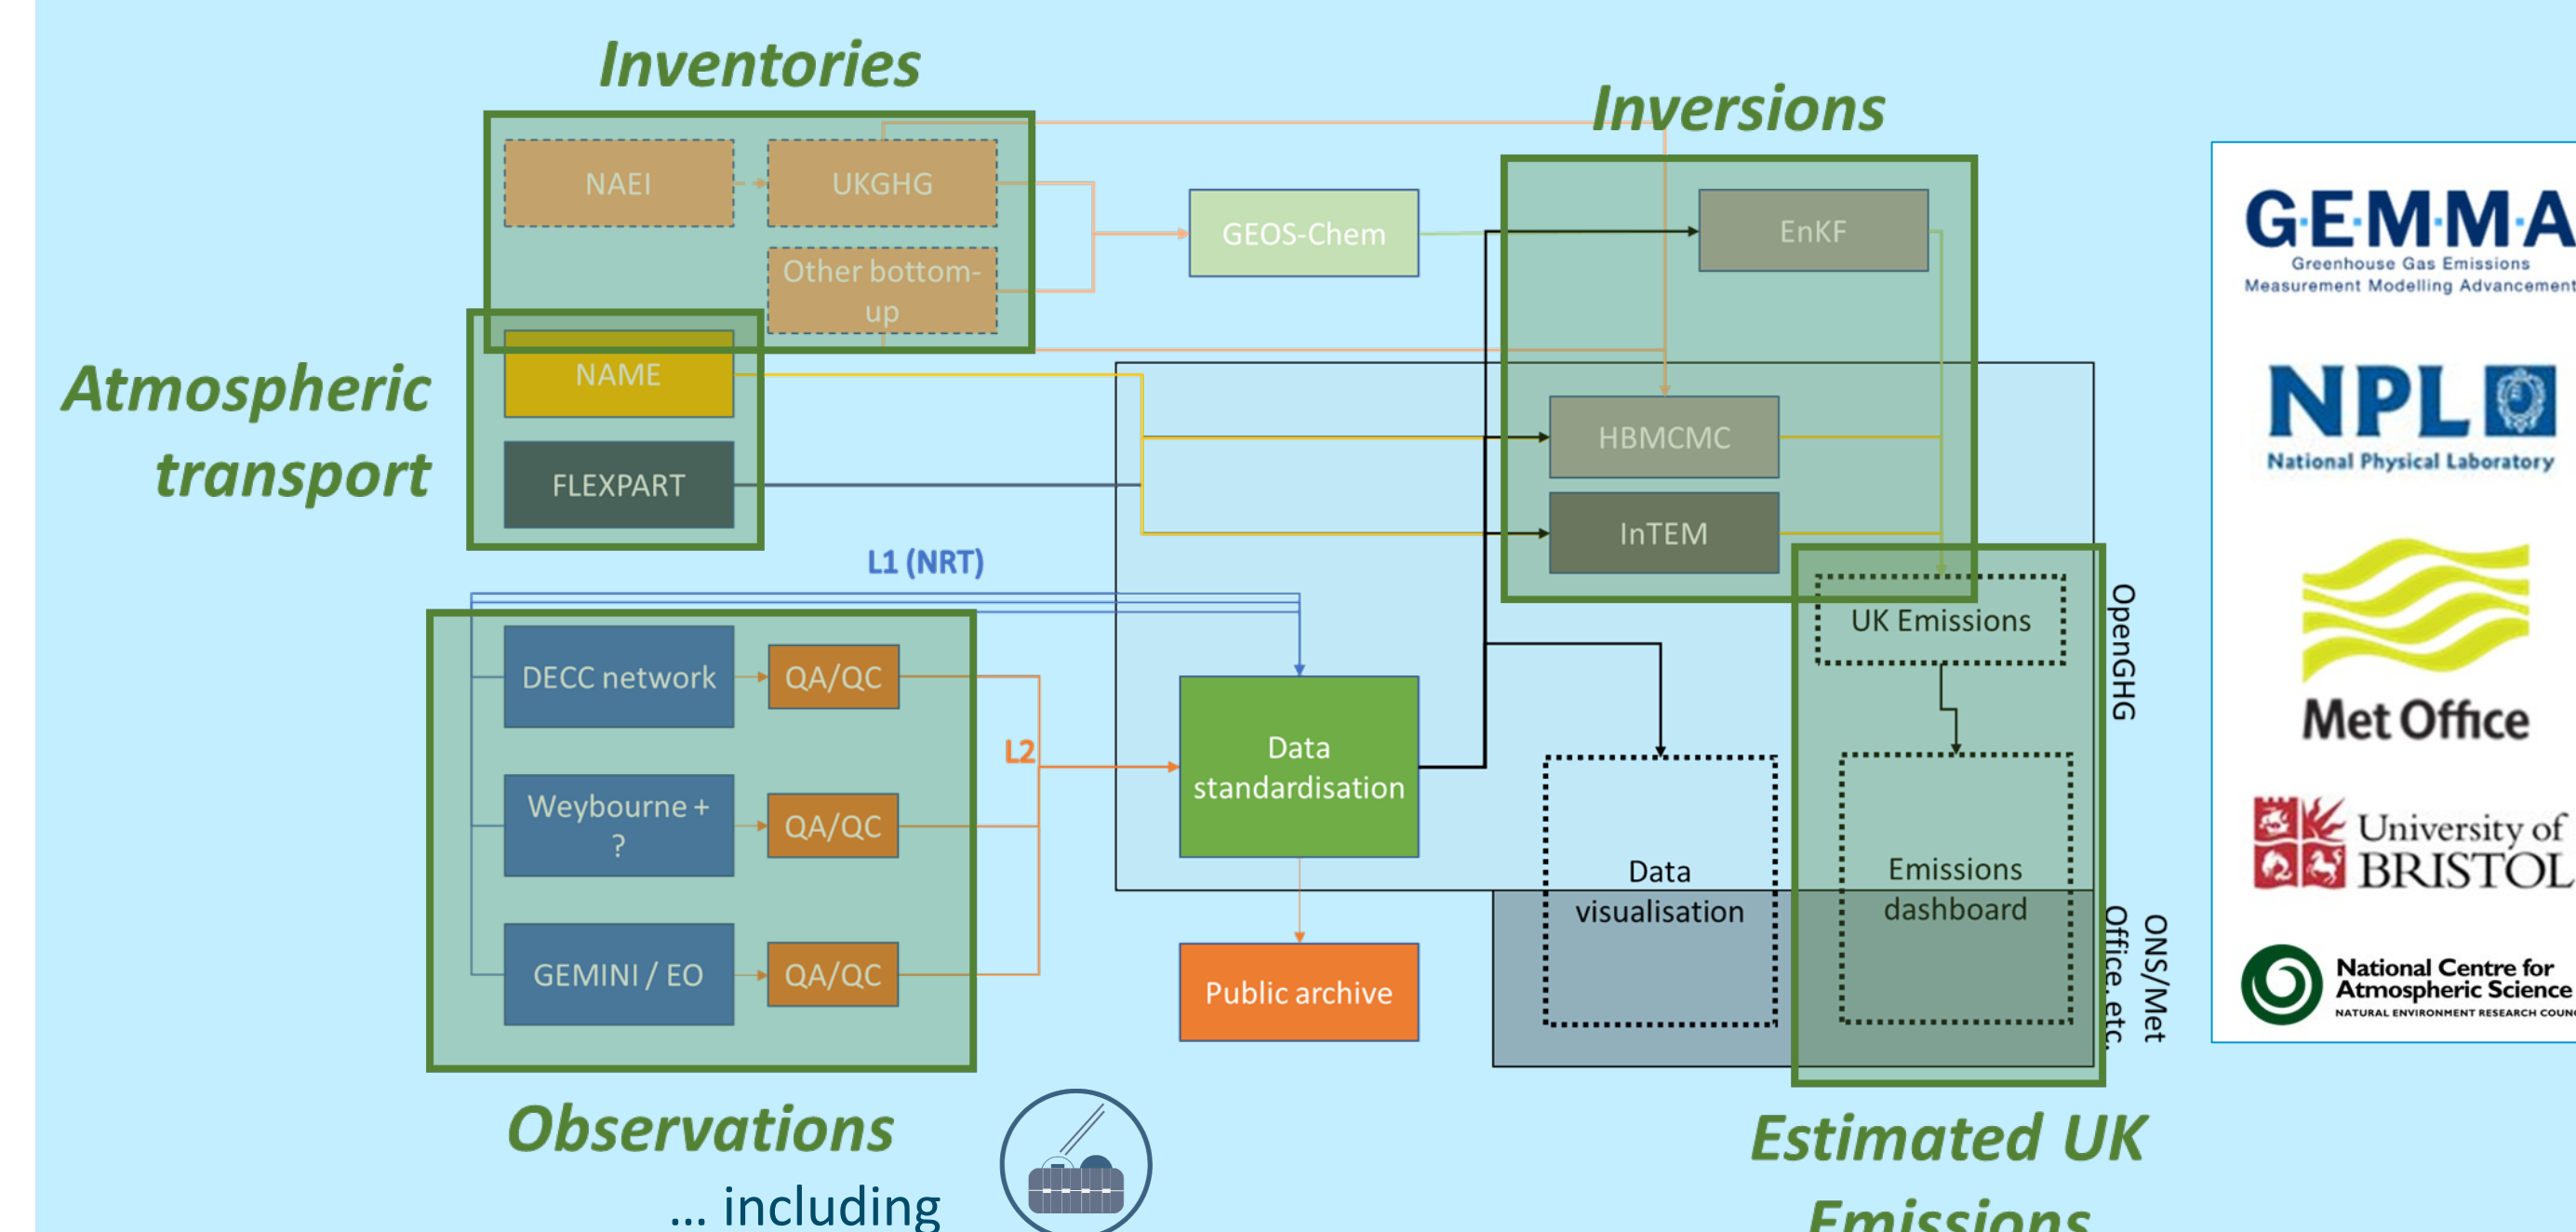 Inventories
Inversions
NAEI
UKGHG
Other bottom-
up
GEOS-Chem
EnKF
Atmospheric
transport
NAME
FLEXPART
HBMCMC
InTEM
L1 (NRT)
DECC network
QA/QC
Weybourne +
?
QA/QC
GEMINI / EO
QA/QC
L2
Data
standardisation
Public archive
UK Emissions
Data
visualisation
Emissions
dashboard
OpenGHG
ONS/Met
Office, etc.
Observations
... including
Estimated UK
Emissions
G·E·M·M·A
Greenhouse Gas Emissions
Measurement Modelling Advancement
NPL
National Physical Laboratory
Met Office
University of
BRISTOL
National Centre for
Atmospheric Science
NATURAL ENVIRONMENT RESEARCH